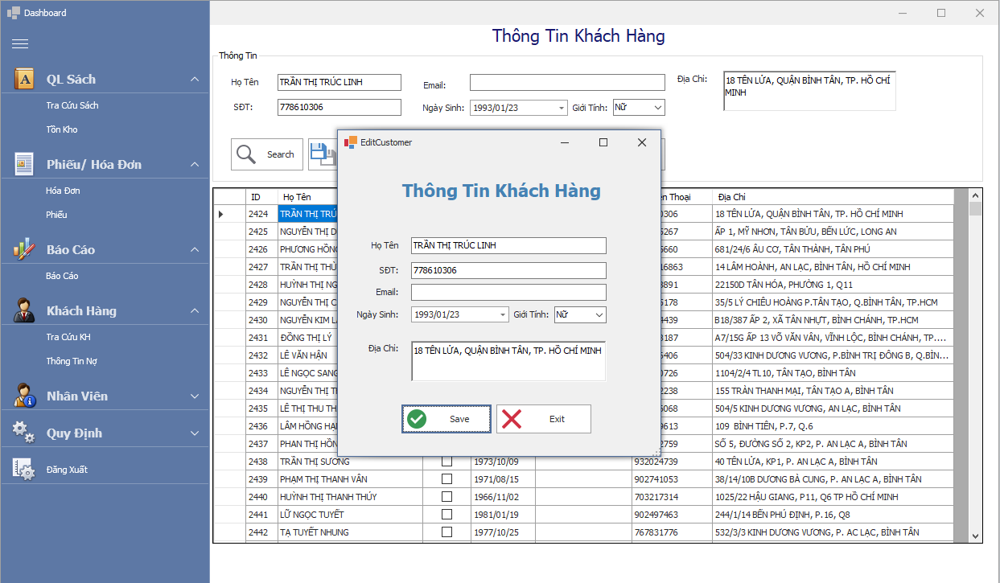 Dashboard
QL Sách
Tra Cứu Sách
Tồn Kho
Phiếu/ Hóa Đơn
Hóa Đơn
Phiếu
Báo Cáo
Báo Cáo
Khách Hàng
Tra Cứu KH
Thông Tin Nợ
Nhân Viên
Quy Định
Đăng Xuất
Thông Tin Khách Hàng
Thông Tin
Họ Tên TRẦN THỊ TRÚC LINH
Email:
Địa Chỉ: 18 TÊN LỬA, QUẬN BÌNH TÂN, TP. HỒ CHÍ
MINH
SĐT: 778610306
Ngày Sinh: 1993/01/23 Giới Tính: Nữ
Search
EditCustomer
Thông Tin Khách Hàng
Họ Tên TRẦN THỊ TRÚC LINH
SĐT: 778610306
Email:
Ngày Sinh: 1993/01/23 Giới Tính: Nữ
Địa Chỉ: 18 TÊN LỬA, QUẬN BÌNH TÂN, TP. HỒ CHÍ MINH
Save Exit
ID Họ Tên Thoại Địa Chỉ
2424 TRẦN THỊ 0306 18 TÊN LỬA, QUẬN BÌNH TÂN, TP. HỒ CHÍ MINH
2425 NGUYỄN THỊ 5267 ẤP 1, MỸ NHƠN, TÂN BỬU, BẾN LỨC, LONG AN
2426 PHƯƠNG HỒNG 6660 681/24/6 ÂU CƠ, TÂN THÀNH, TÂN PHÚ
2427 TRẦN THỊ 16863 14 LÂM HOÀNH, AN LẠC, BÌNH TÂN, HỒ CHÍ MINH
2428 HUỲNH THỊ 8891 22150D TÂN HÓA, PHƯỜNG 1, Q11
2429 NGUYỄN THỊ 5178 35/5 LÝ CHIÊU HOÀNG P.TÂN TẠO, Q.BÌNH TÂN, TP.HCM
2430 NGUYỄN KIM 4439 B18/387 ẤP 2, XÃ TÂN NHỰT, BÌNH CHÁNH, TP.HCM
2431 ĐỒNG THỊ LÝ 3187 A7/15G ẤP 13 VÕ VĂN VÂN, VĨNH LỘC, BÌNH CHÁNH, TP....
2432 LÊ VĂN HẬN 6406 504/33 KINH DƯƠNG VƯƠNG, P.BÌNH TRỊ ĐÔNG B, Q.BÌN...
2433 LÊ NGỌC SANG 0726 1104/2/4 TL10, TÂN TẠO, BÌNH TÂN
2434 NGUYỄN THỊ 2238 155 TRẦN THANH MẠI, TÂN TẠO A, BÌNH TÂN
2435 LÊ THỊ THU 6068 504/5 KINH DƯƠNG VƯƠNG, AN LẠC, BÌNH TÂN
2436 LÂM HỒNG 9613 109 BÌNH TIÊN, P.7, Q.6
2437 PHAN THỊ 2759 SỐ 5, ĐƯỜNG SỐ 2, KP2, P. AN LẠC A, BÌNH TÂN
2438 TRẦN THỊ SƯƠNG 1973/10/09 932024739 40 TÊN LỬA, KP1, P. AN LẠC A, BÌNH TÂN
2439 PHẠM THỊ THANH VÂN 1971/08/15 902741053 38/14/10B DƯƠNG BÀ CUNG, P. AN LẠC A, BÌNH TÂN
2440 HUỲNH THỊ THANH THÚY 1966/11/02 703217314 1025/22 HẬU GIANG, P11, Q6 TP HỒ CHÍ MINH
2441 LỮ NGỌC TUYẾT 1981/01/19 902497463 244/1/14 BẾN PHÚ ĐỊNH, P.16, Q8
2442 TẠ TUYẾT NHUNG 1977/10/25 767831776 532/3/3 KINH DƯƠNG VƯƠNG, P. AC LẠC, BÌNH TÂN